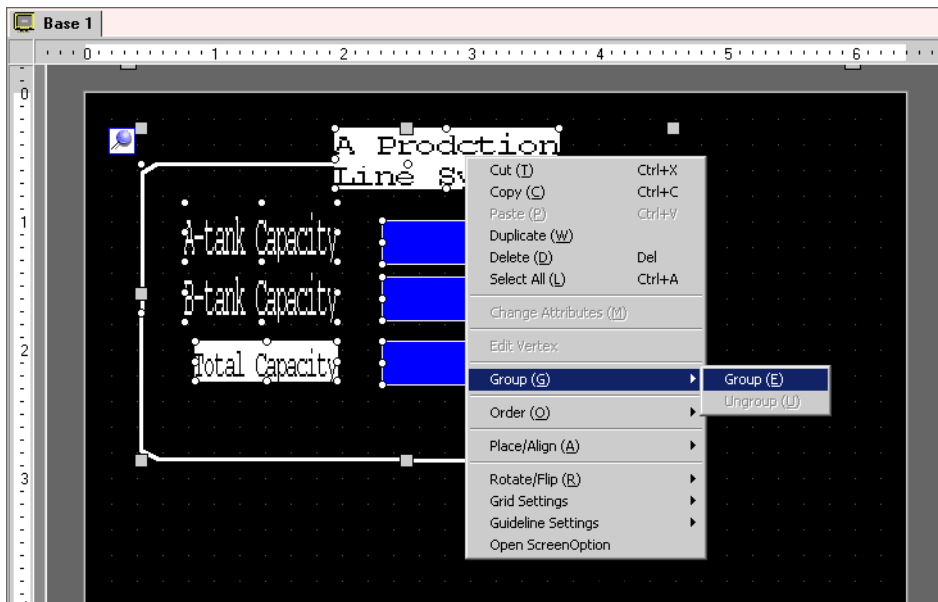 Base 1
0 1 2 3 4 5 6
0
1
2
3
A Prodction
Line Sy
A-tank Capacity
B-tank Capacity
Total Capacity
Cut (T) Ctrl+X
Copy (C) Ctrl+C
Paste (P) Ctrl+V
Duplicate (W)
Delete (D) Del
Select All (L) Ctrl+A
Change Attributes (M)
Edit Vertex
Group (G)
Group (E)
Ungroup (U)
Order (O)
Place/Align (A)
Rotate/Flip (R)
Grid Settings
Guideline Settings
Open ScreenOption